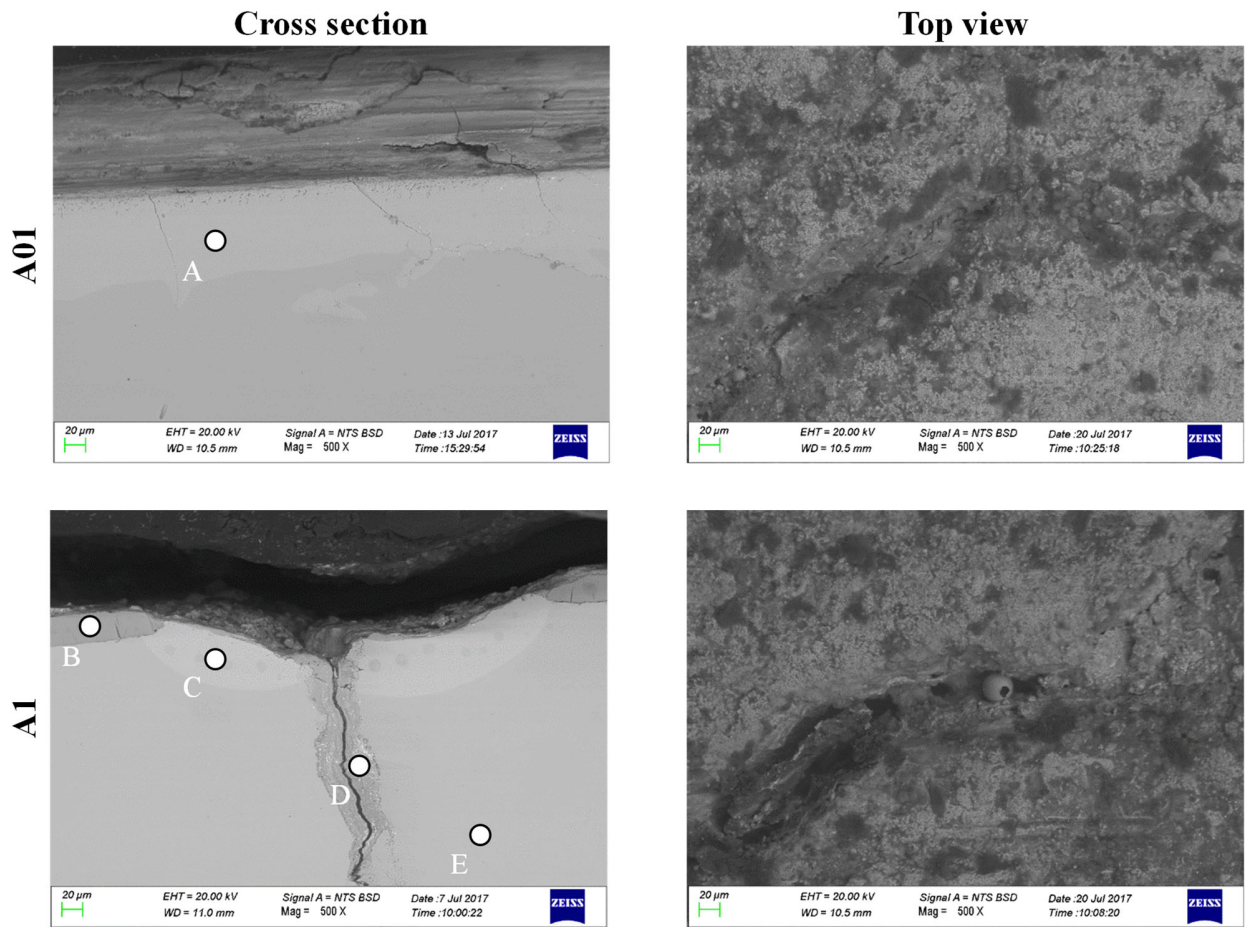 Cross section
Top view
A01
A
20 µm
EHT = 20.00 kV
WD = 10.5 mm
Signal A = NTS BSD
Mag = 500 X
Date :13 Jul 2017
Time :15:29:54
ZEISS
20 µm
EHT = 20.00 kV
WD = 10.5 mm
Signal A = NTS BSD
Mag = 500 X
Date :20 Jul 2017
Time :10:25:18
ZEISS
A1
B
C
D
E
20 µm
EHT = 20.00 kV
WD = 11.0 mm
Signal A = NTS BSD
Mag = 500 X
Date :7 Jul 2017
Time :10:00:22
ZEISS
20 µm
EHT = 20.00 kV
WD = 10.5 mm
Signal A = NTS BSD
Mag = 500 X
Date :20 Jul 2017
Time :10:08:20
ZEISS